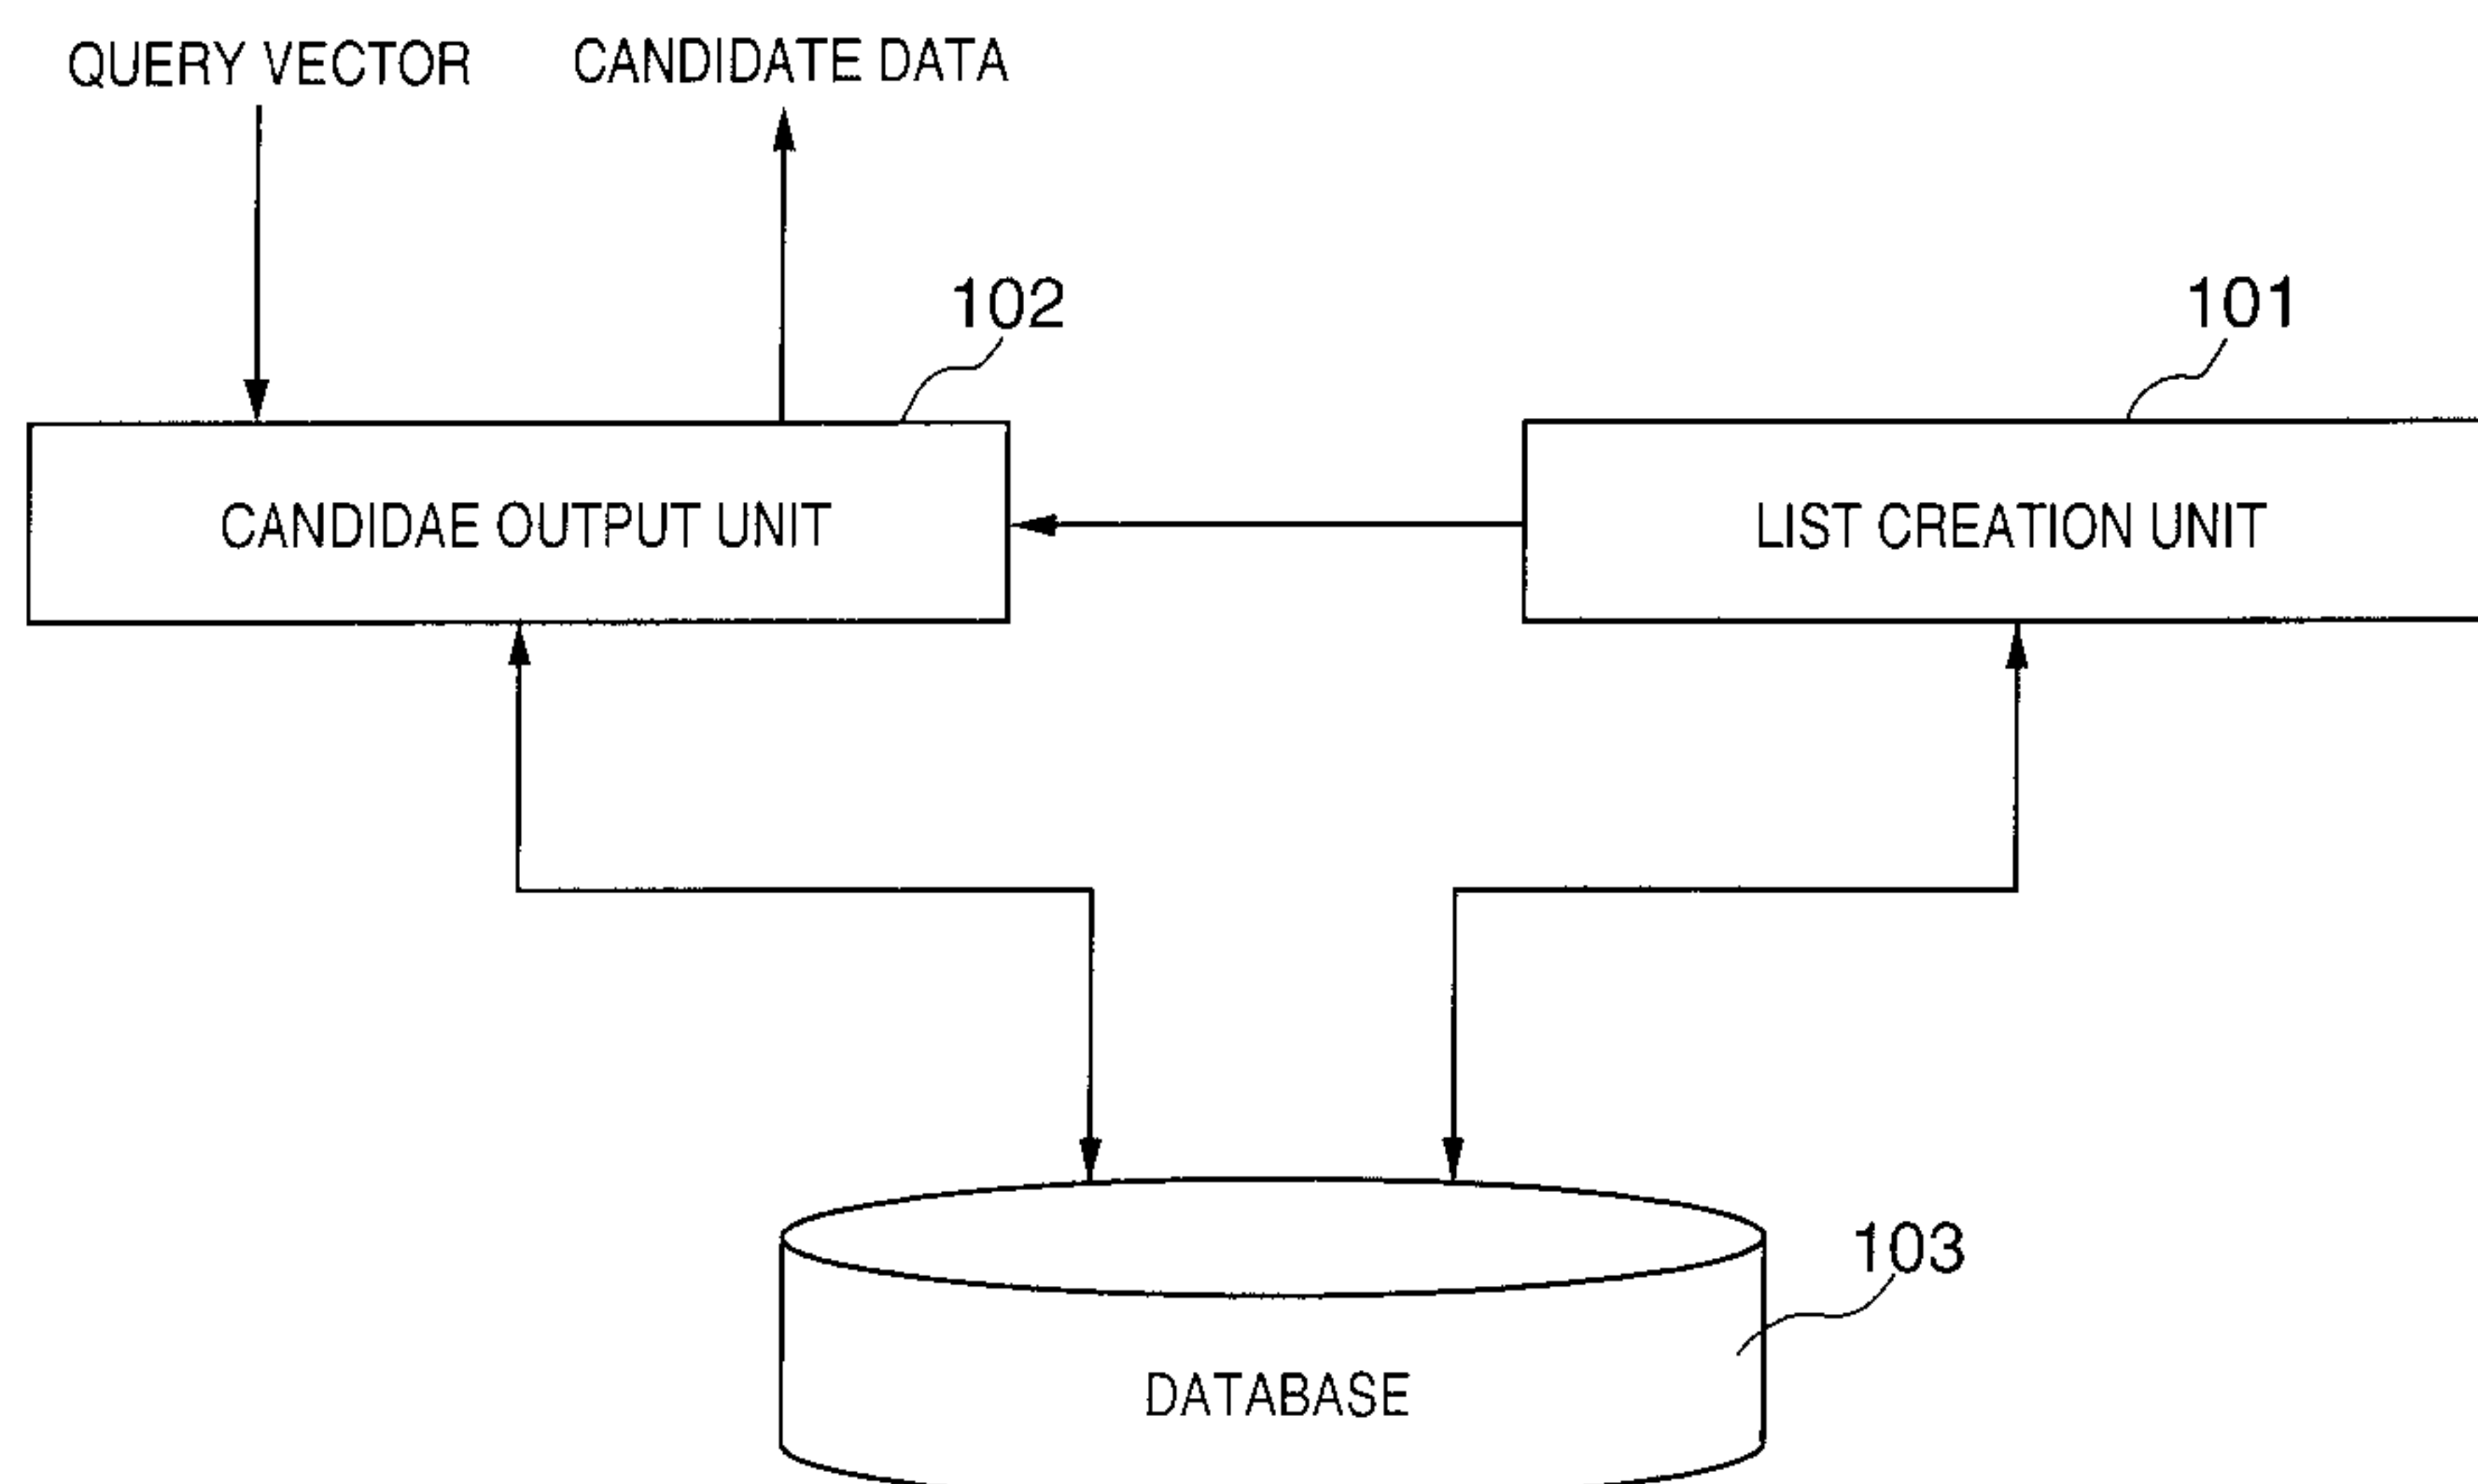 QUERY VECTOR
CANDIDATE DATA
102
101
CANDIDAE OUTPUT UNIT
LIST CREATION UNIT
103
DATABASE